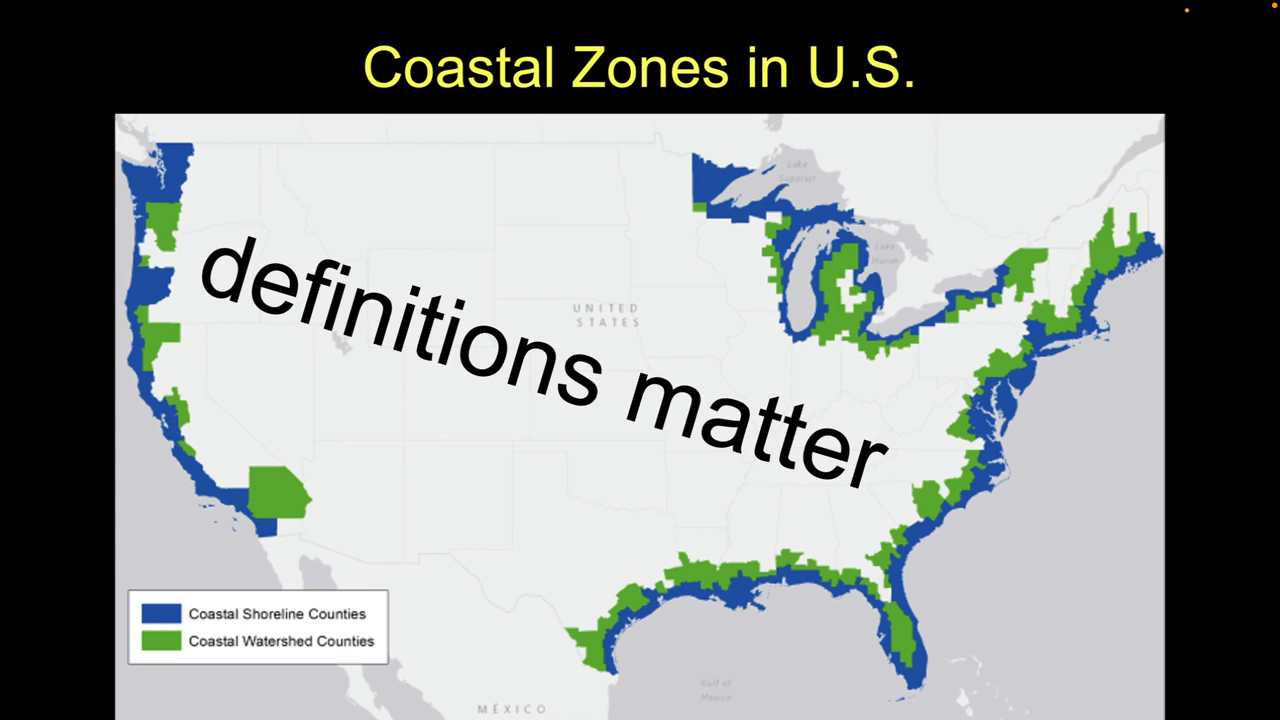 Coastal Zones in U.S.
Lake
Superior
Lake
Huron
definitions matter
UNITED
STATES
Coastal Shoreline Counties
Coastal Watershed Counties
Gulf of
Mexico
MÉXICO